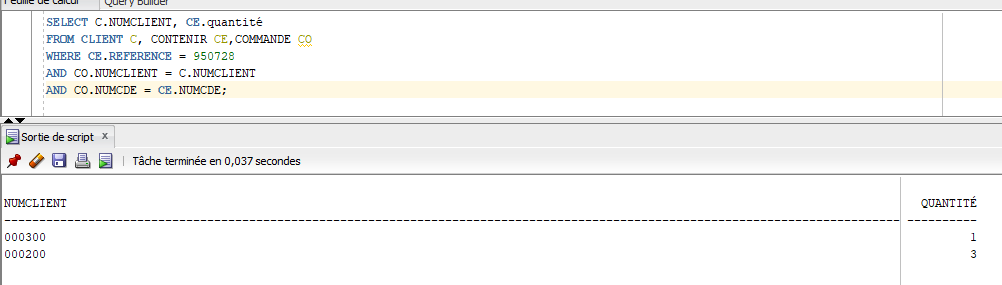 Feuille de calcul Query Builder
SELECT C.NUMCLIENT, CE.quantité
FROM CLIENT C, CONTENIR CE,COMMANDE CO
WHERE CE.REFERENCE = 950728
AND CO.NUMCLIENT = C.NUMCLIENT
AND CO.NUMCDE = CE.NUMCDE;
Sortie de script x
Tâche terminée en 0,037 secondes
NUMCLIENT QUANTITÉ
000300 1
000200 3